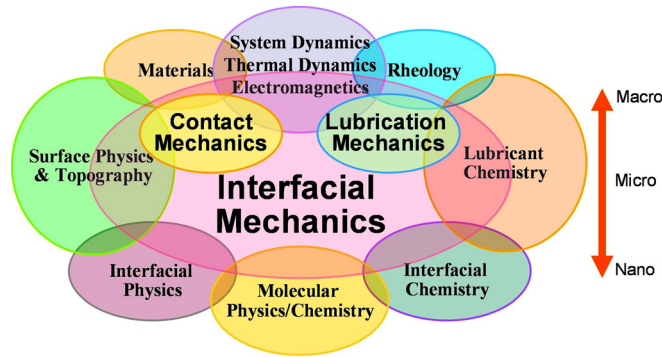 System Dynamics
Thermal Dynamics
Electromagnetics
Materials
Rheology
Contact
Mechanics
Lubrication
Mechanics
Surface Physics
& Topography
Lubricant
Chemistry
Interfacial
Mechanics
Interfacial
Physics
Molecular
Physics/Chemistry
Interfacial
Chemistry
Macro
Micro
Nano